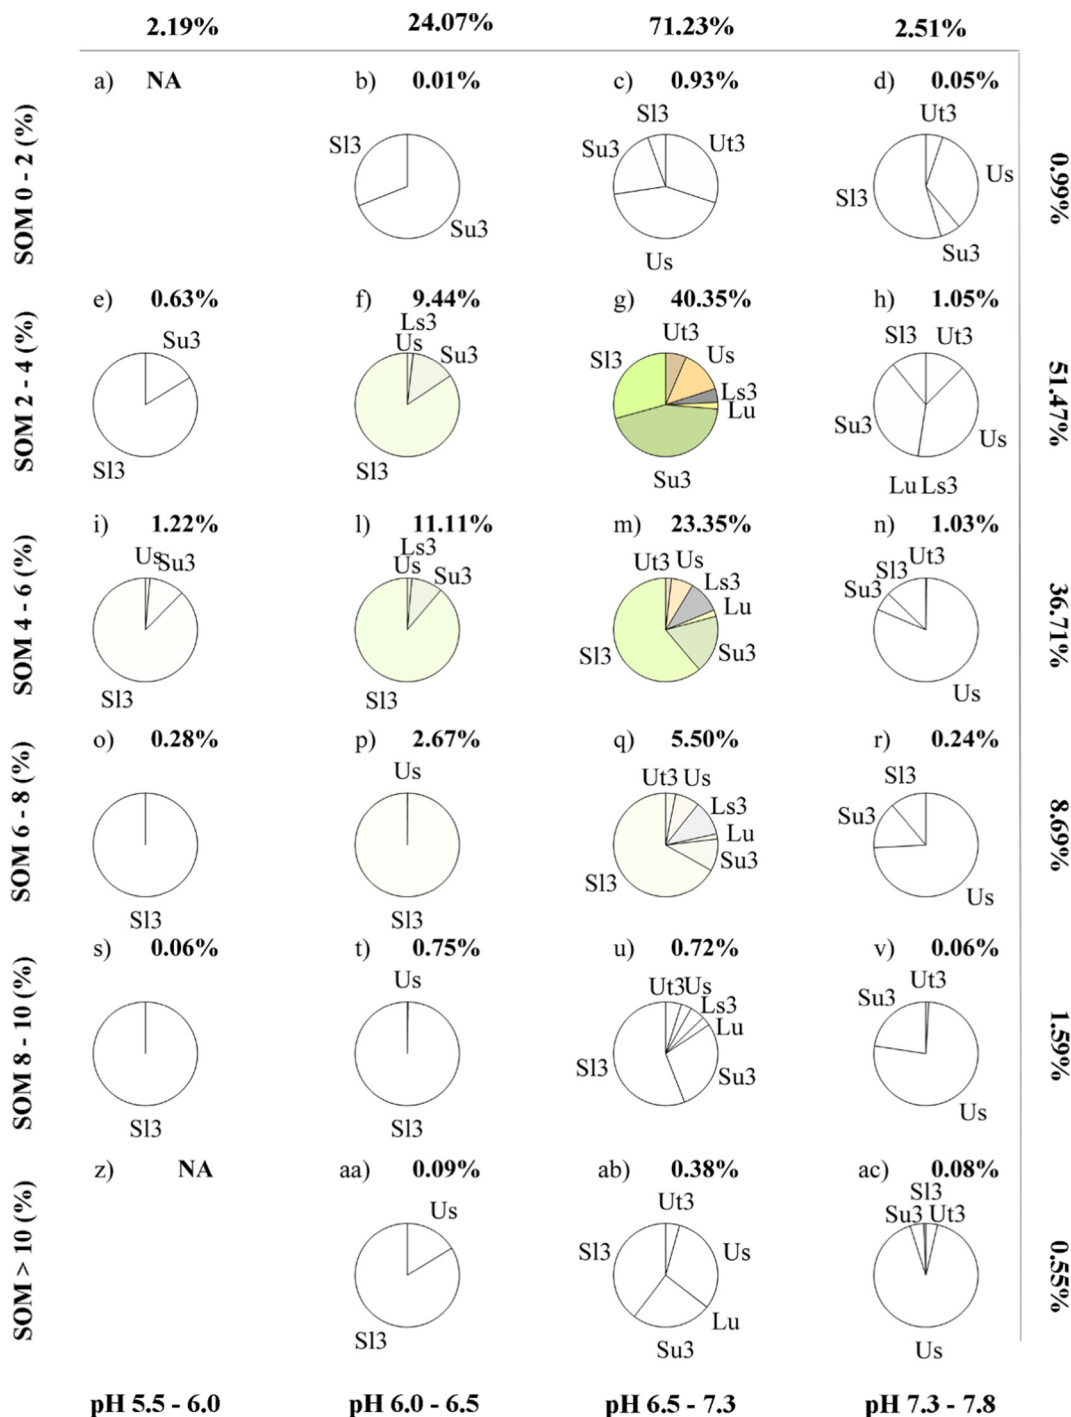 2.19% 24.07% 71.23% 2.51%
a) NA b) 0.01% c) 0.93% d) 0.05%
SOM 0 - 2 (%)
Sl3
Su3
Sl3
Su3
Ut3
Us
Ut3
Us
Sl3
Su3
0.99%
e) 0.63% f) 9.44% g) 40.35% h) 1.05%
SOM 2 - 4 (%)
Su3
Sl3
Ls3
Us
Su3
Sl3
Ut3
Us
Sl3
Ls3
Lu
Su3
Sl3
Ut3
Su3
Us
Lu
Ls3
51.47%
i) 1.22% l) 11.11% m) 23.35% n) 1.03%
SOM 4 - 6 (%)
Us
Su3
Sl3
Ls3
Us
Su3
Sl3
Ut3
Us
Ls3
Lu
Su3
Sl3
Ut3
Sl3
Su3
Us
36.71%
o) 0.28% p) 2.67% q) 5.50% r) 0.24%
SOM 6 - 8 (%)
Sl3
Us
Sl3
Ut3
Us
Ls3
Lu
Su3
Sl3
Sl3
Su3
Us
8.69%
s) 0.06% t) 0.75% u) 0.72% v) 0.06%
SOM 8 - 10 (%)
Sl3
Us
Sl3
Ut3
Us
Ls3
Lu
Su3
Sl3
Ut3
Su3
Us
1.59%
z) NA aa) 0.09% ab) 0.38% ac) 0.08%
SOM > 10 (%)
Us
Sl3
Ut3
Us
Sl3
Lu
Su3
Sl3
Su3
Ut3
Us
0.55%
pH 5.5 - 6.0 pH 6.0 - 6.5 pH 6.5 - 7.3 pH 7.3 - 7.8